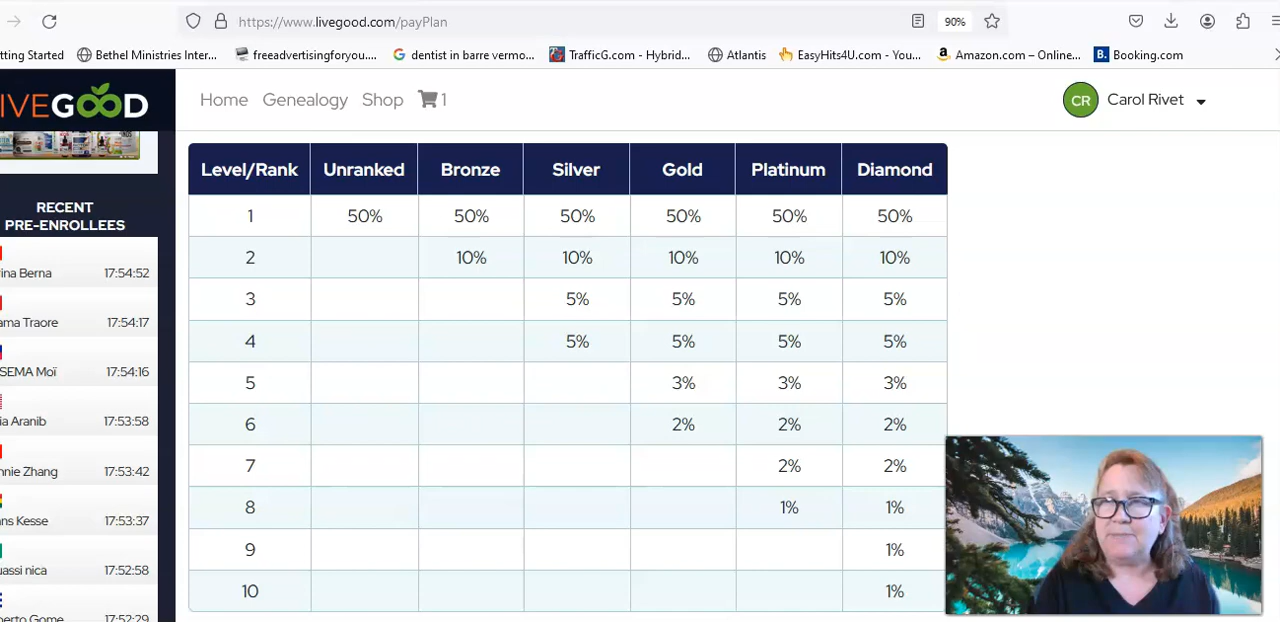 https://www.livegood.com/payPlan
90%
tting Started
Bethel Ministries Inter...
freeadvertisingforyou....
dentist in barre vermo...
TrafficG.com - Hybrid...
Atlantis
EasyHits4U.com - You...
Amazon.com – Online...
Booking.com
IVEGOOD
Home Genealogy Shop 1
CR Carol Rivet
RECENT
PRE-ENROLLEES
ina Berna 17:54:52
ama Traore 17:54:17
SEMA Moï 17:54:16
ia Aranib 17:53:58
nnie Zhang 17:53:42
ns Kesse 17:53:37
uassi nica 17:52:58
berto Gome 17:52:29
Level/Rank Unranked Bronze Silver Gold Platinum Diamond
1 50% 50% 50% 50% 50% 50%
2 10% 10% 10% 10% 10%
3 5% 5% 5% 5%
4 5% 5% 5% 5%
5 3% 3% 3%
6 2% 2% 2%
7 2% 2%
8 1% 1%
9 1%
10 1%